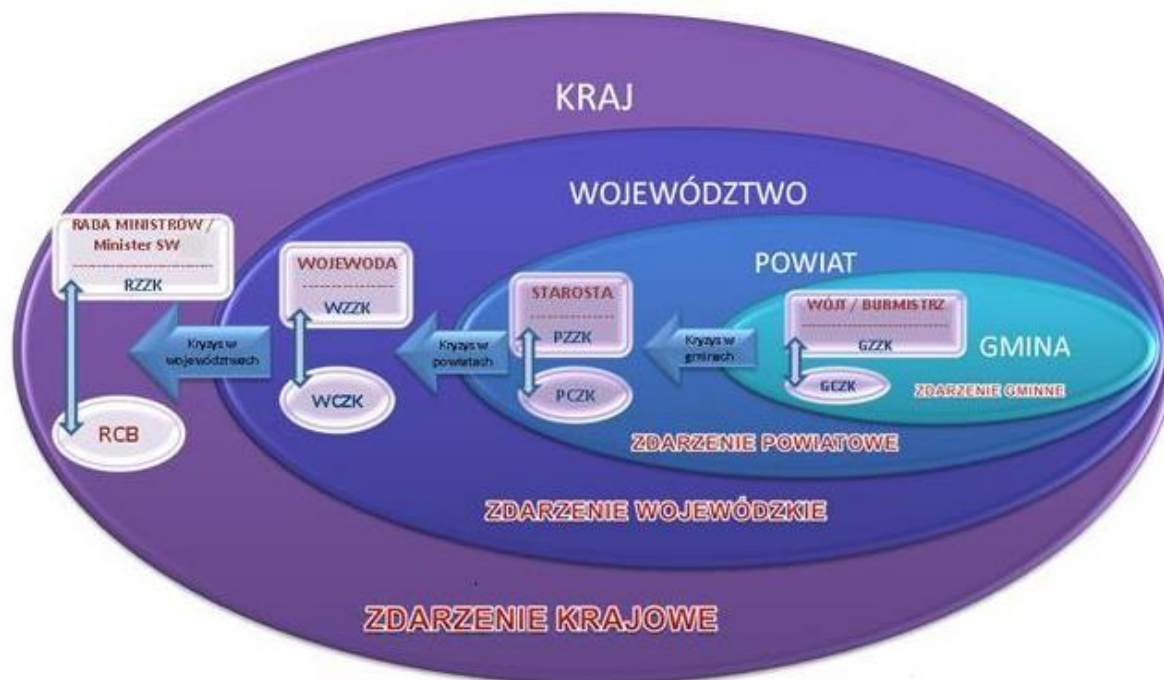 KRAJ
WOJEWÓDZTWO
POWIAT
GMINA
RADA MINISTRÓW /
Minister SW
RZZK
WOJEWODA
WZZK
STAROSTA
PZZK
WÓJT / BURMISTRZ
GZZK
Kryzys w
województwach
Kryzys w
powiatach
Kryzys w
gminach
RCB
WCZK
PCZK
GCZK
ZDARZENIE GMINNE
ZDARZENIE POWIATOWE
ZDARZENIE WOJEWÓDZKIE
ZDARZENIE KRAJOWE